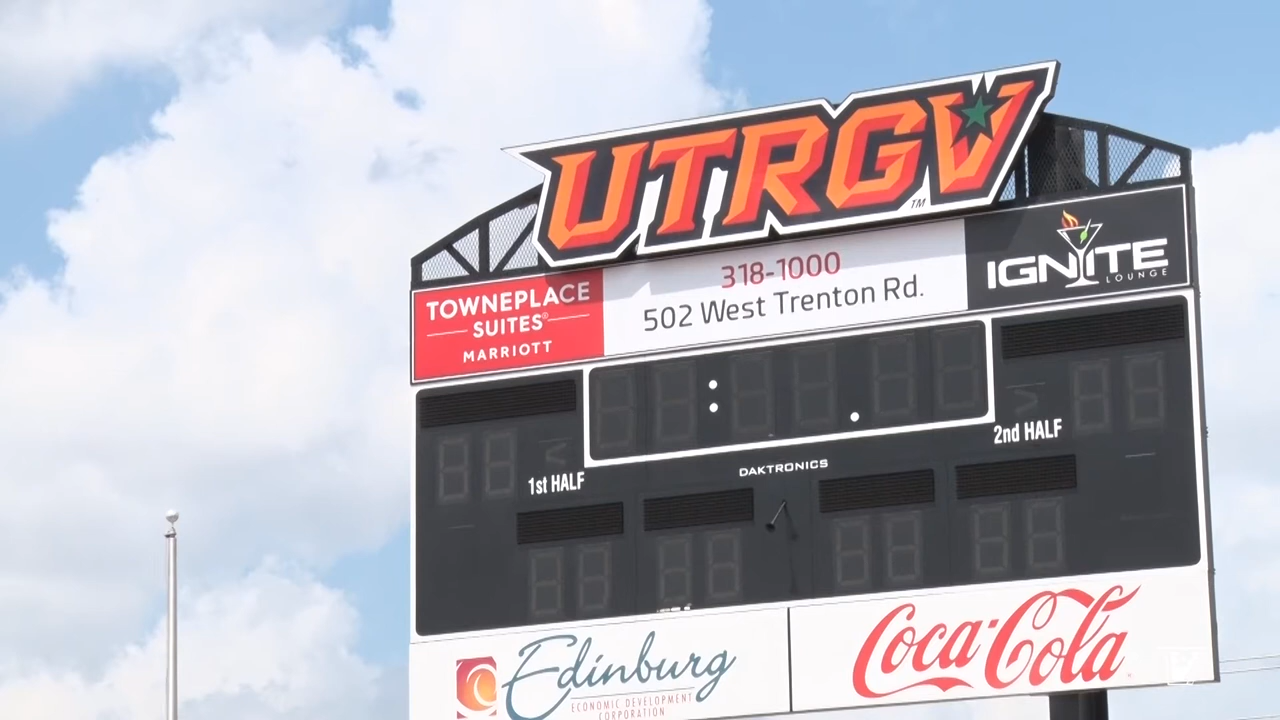 UTRGV
TM
TOWNEPLACE
SUITES®
MARRIOTT
318-1000
502 West Trenton Rd.
IGNITE
LOUNGE
1st HALF
2nd HALF
DAKTRONICS
Edinburg
ECONOMIC DEVELOPMENT
CORPORATION
Coca-Cola